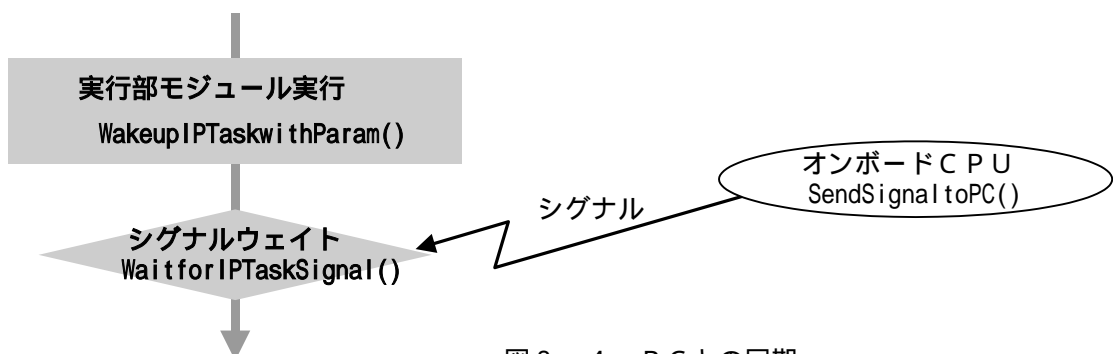 実行部モジュール実行
WakeupIPTaskwithParam()
オンボードＣＰＵ
SendSignaltoPC()
シグナル
シグナルウェイト
WaitforIPTaskSignal()